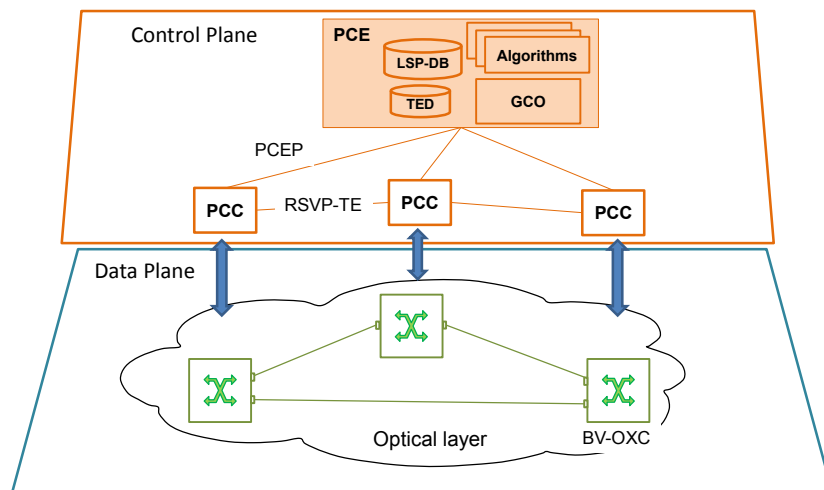 Control Plane
PCE
LSP-DB
Algorithms
TED
GCO
PCEP
PCC
RSVP-TE
PCC
PCC
Data Plane
Optical layer
BV-OXC